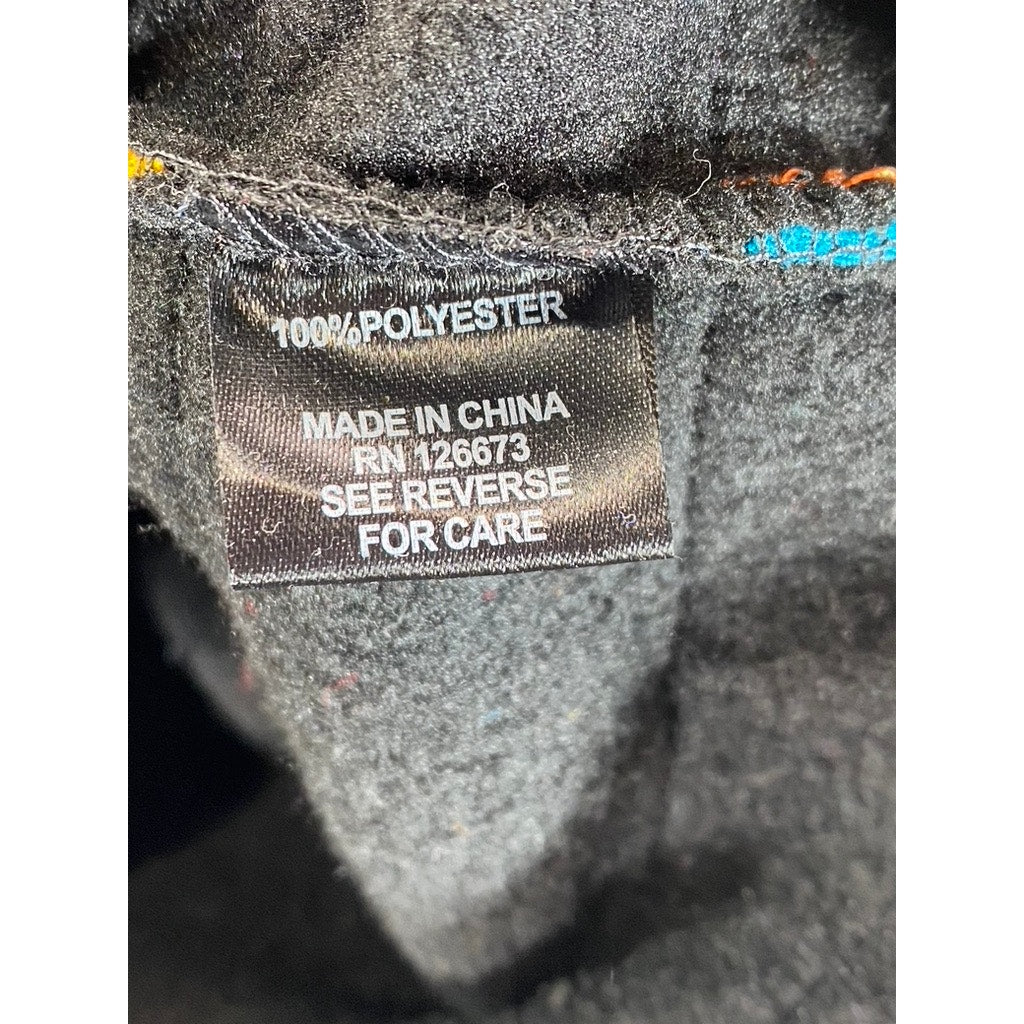 100%POLYESTER
MADE IN CHINA
RN 126673
SEE REVERSE
FOR CARE